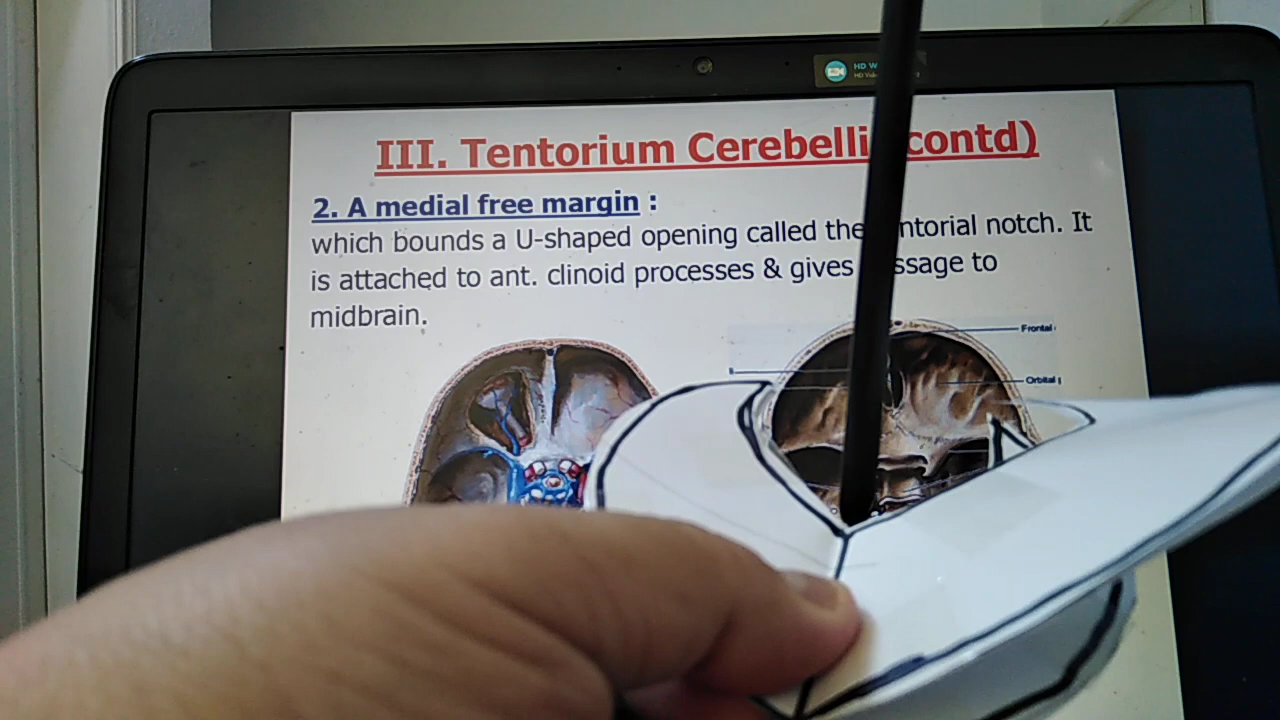 HD W
III. Tentorium Cerebelli contd)
2. A medial free margin :
which bounds a U-shaped opening called the ntorial notch. It
is attached to ant. clinoid processes & gives ssage to
midbrain.
Frontal
Orbital